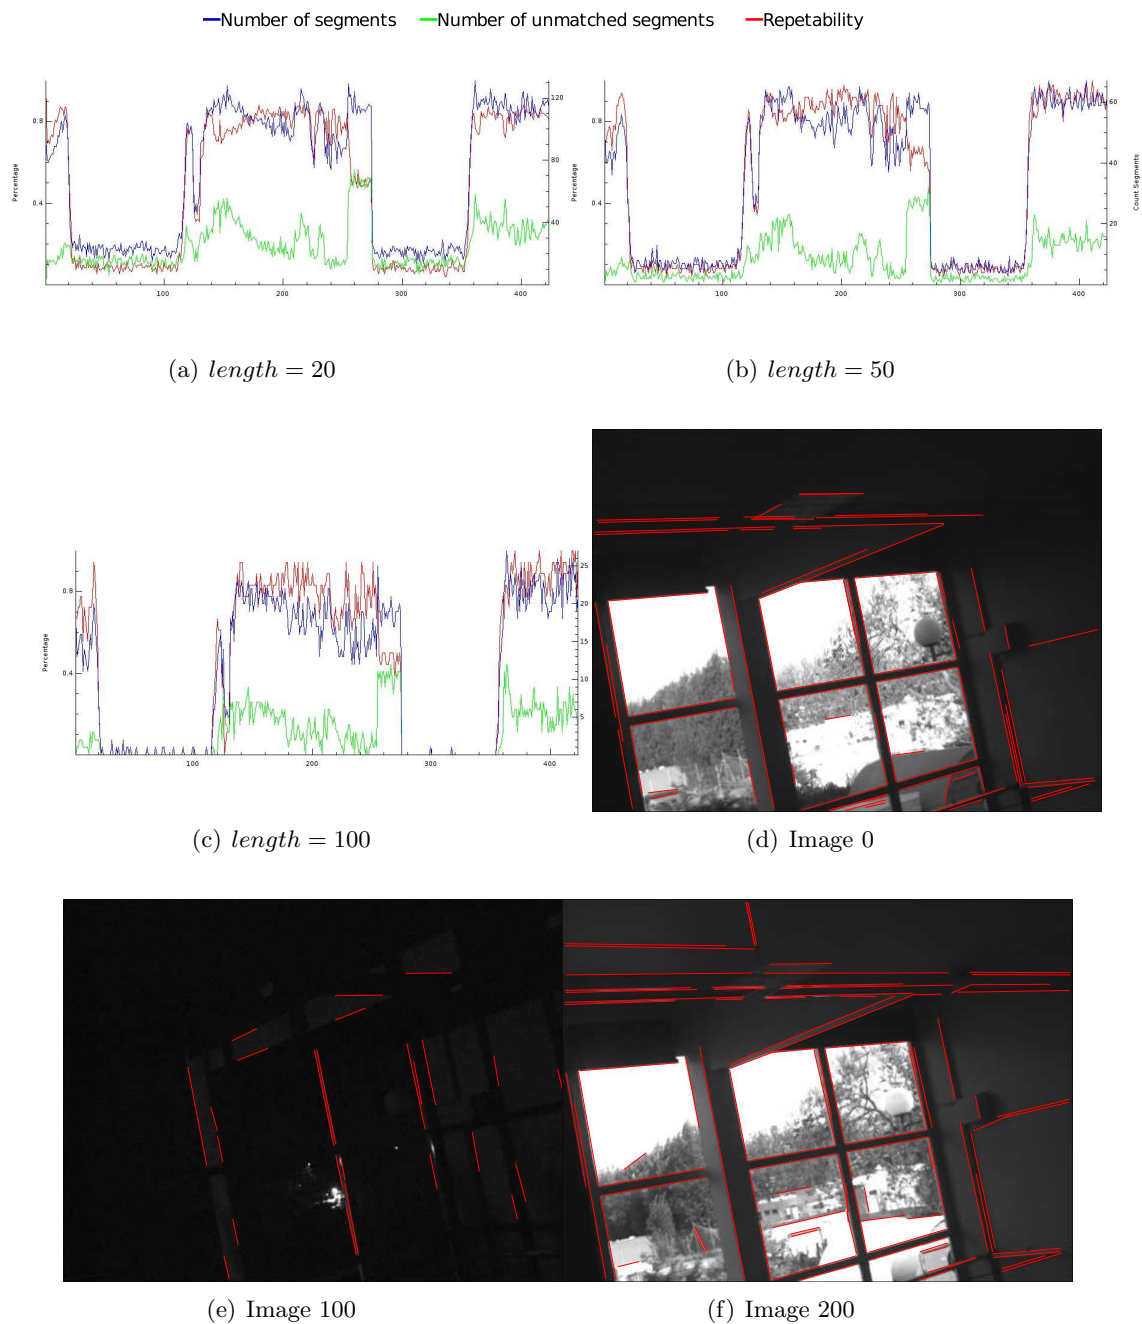 Number of segments Number of unmatched segments Repetability
0.8
0.4
Percentage
100 200 300 400
120
80
40
0.8
0.4
Percentage
100 200 300 400
60
40
20
Count Segments
(a) length = 20
(b) length = 50
0.8
0.4
Percentage
100 200 300 400
25
20
15
10
5
(c) length = 100
(d) Image 0
(e) Image 100
(f) Image 200